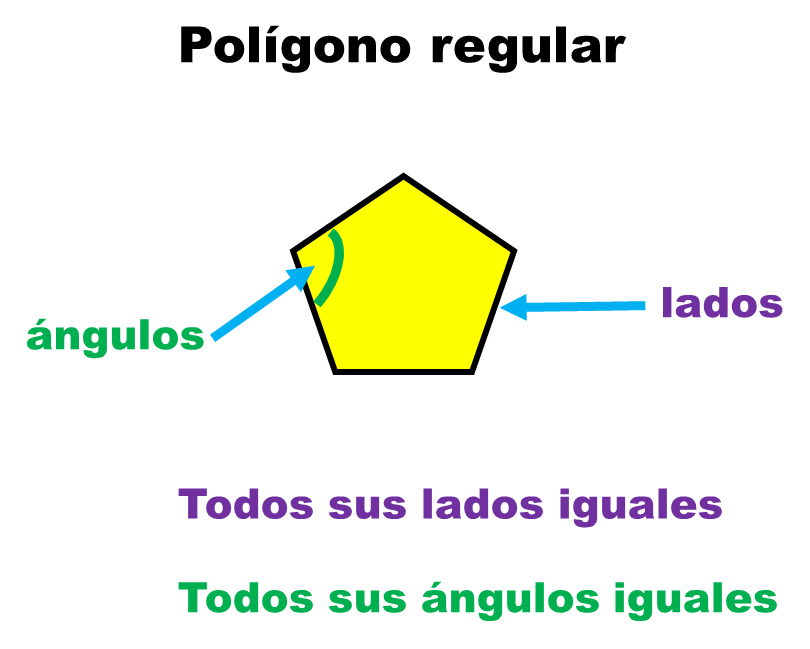 Polígono regular
lados
ángulos
Todos sus lados iguales
Todos sus ángulos iguales